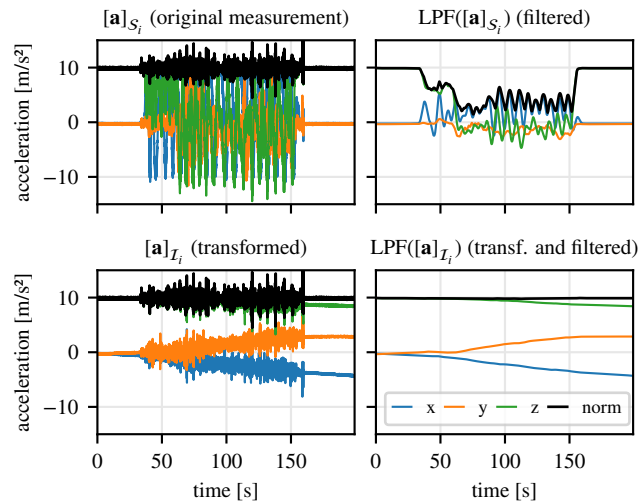 [a]_{𝒮_i} (original measurement)
LPF([a]_{𝒮_i}) (filtered)
acceleration [m/s²]
10
0
−10
[a]_{ℐ_i} (transformed)
LPF([a]_{ℐ_i}) (transf. and filtered)
acceleration [m/s²]
10
0
−10
x y z norm
0 50 100 150
0 50 100 150
time [s]
time [s]